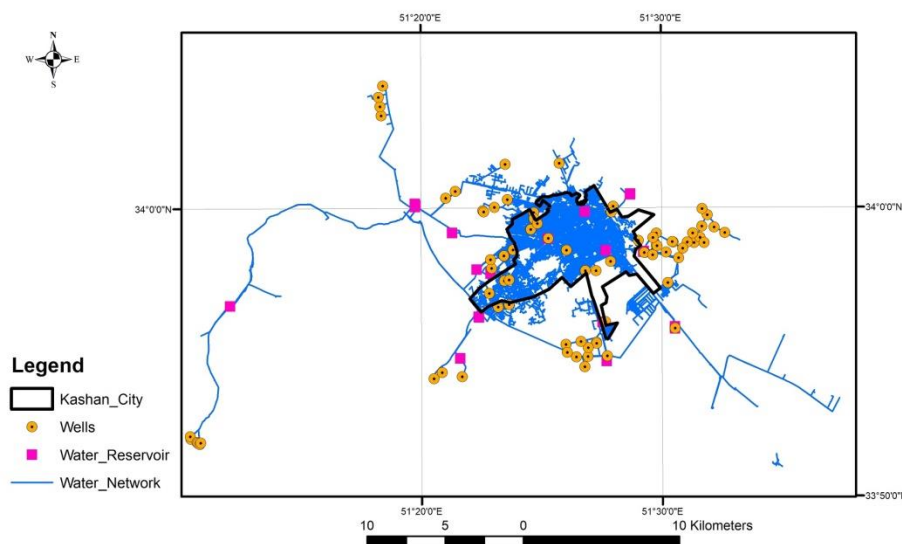 51°20'0"E 51°30'0"E
N
W E
S
34°0'0"N 34°0'0"N
Legend
Kashan_City
Wells
Water_Reservoir
Water_Network
33°50'0"N
51°20'0"E 51°30'0"E
10 5 0 10 Kilometers